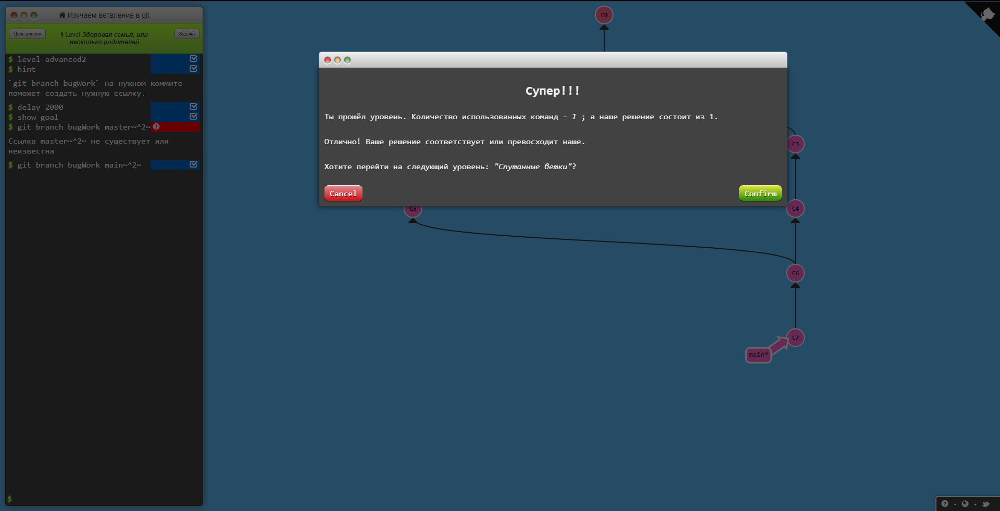 Изучаем ветвление в git
Цель уровня
Level Здоровая семья, или
несколько родителей
Задача
$ level advanced2
$ hint
`git branch bugWork` на нужном коммите
поможет создать нужную ссылку.
$ delay 2000
$ show goal
$ git branch bugWork master~^2~
Ссылка master~^2~ не существует или
неизвестна
$ git branch bugWork main~^2~
$
C0
Супер!!!
Ты прошёл уровень. Количество использованных команд - 1 ; а наше решение состоит из 1.
Отлично! Ваше решение соответствует или превосходит наше.
Хотите перейти на следующий уровень: "Спутанные ветки"?
Cancel
Confirm
C3
C5
C4
C6
C7
main*